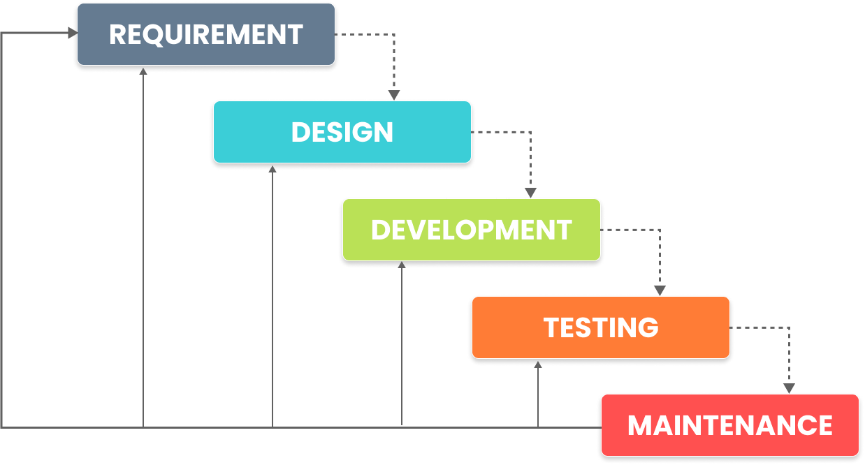 REQUIREMENT
DESIGN
DEVELOPMENT
TESTING
MAINTENANCE